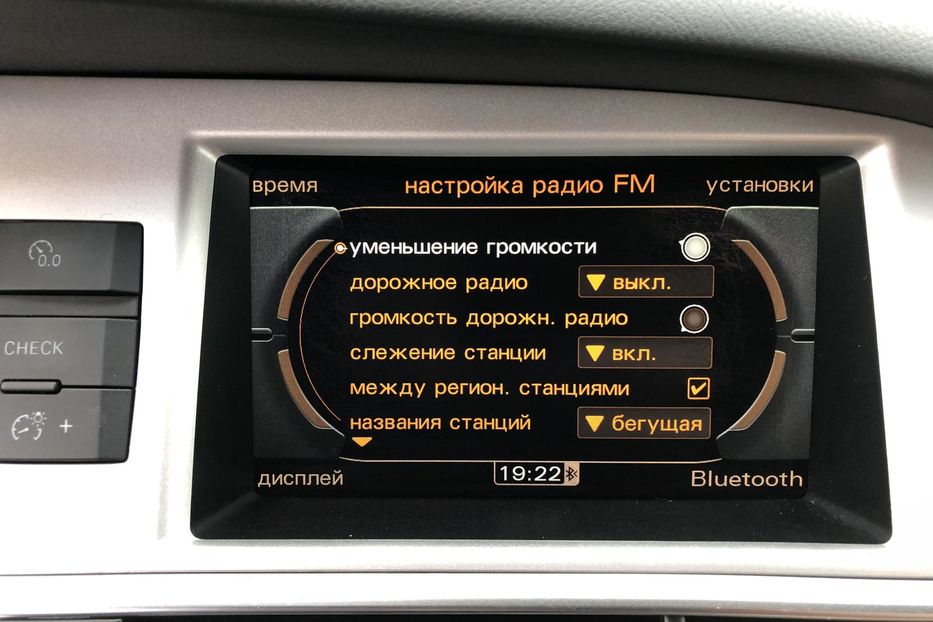 время настройка радио FM установки
0.0
уменьшение громкости
дорожное радио выкл.
громкость дорожн. радио
CHECK
слежение станции вкл.
между регион. станциями
названия станций бегущая
+
дисплей 19:22 Bluetooth